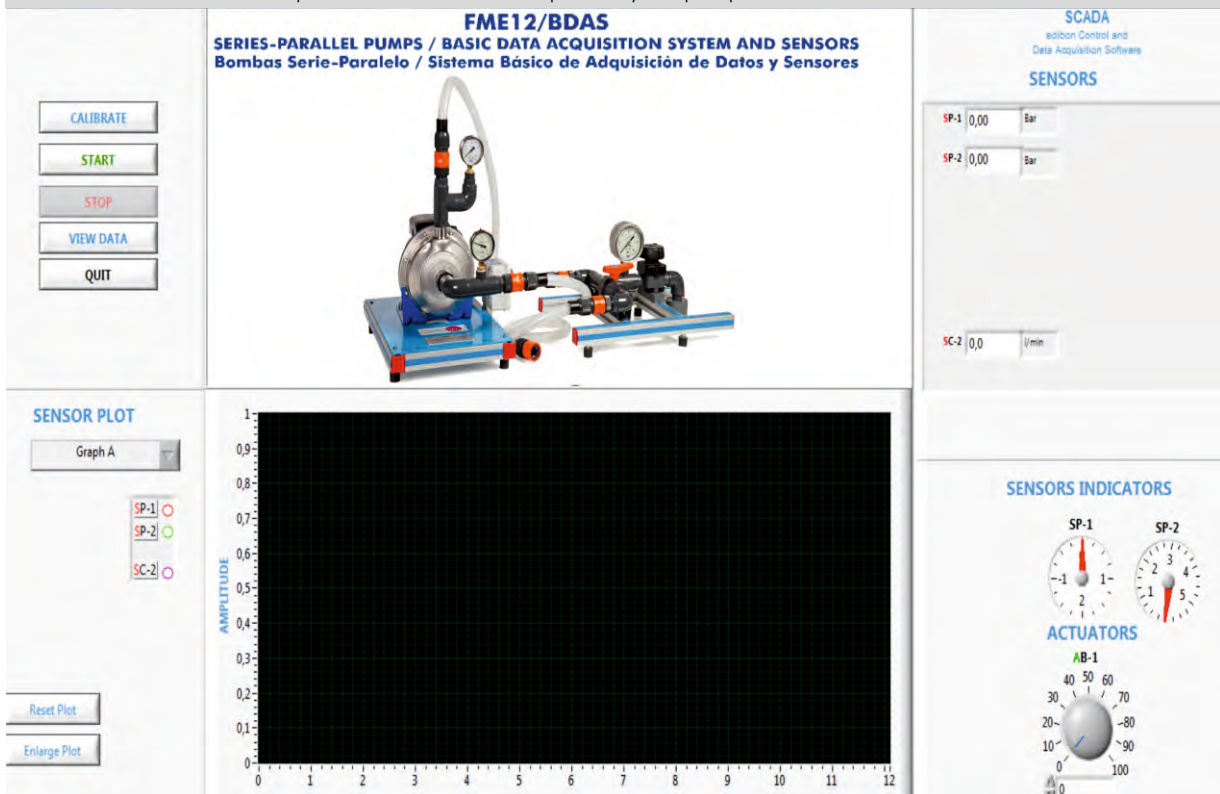 FME12/BDAS
SERIES-PARALLEL PUMPS / BASIC DATA ACQUISITION SYSTEM AND SENSORS
Bombas Serie-Paralelo / Sistema Básico de Adquisición de Datos y Sensores
CALIBRATE
START
STOP
VIEW DATA
QUIT
SCADA
edibon Control and
Data Acquisition Software
SENSORS
SP-1 0,00 Bar
SP-2 0,00 Bar
SC-2 0,0 l/min
SENSOR PLOT
Graph A
SP-1
SP-2
SC-2
Reset Plot
Enlarge Plot
AMPLITUDE
1
0,9
0,8
0,7
0,6
0,5
0,4
0,3
0,2
0,1
0
0 1 2 3 4 5 6 7 8 9 10 11 12
SENSORS INDICATORS
SP-1
-1 1
2
SP-2
1 2 3 4 5
ACTUATORS
AB-1
0 10 20 30 40 50 60 70 80 90 100
0